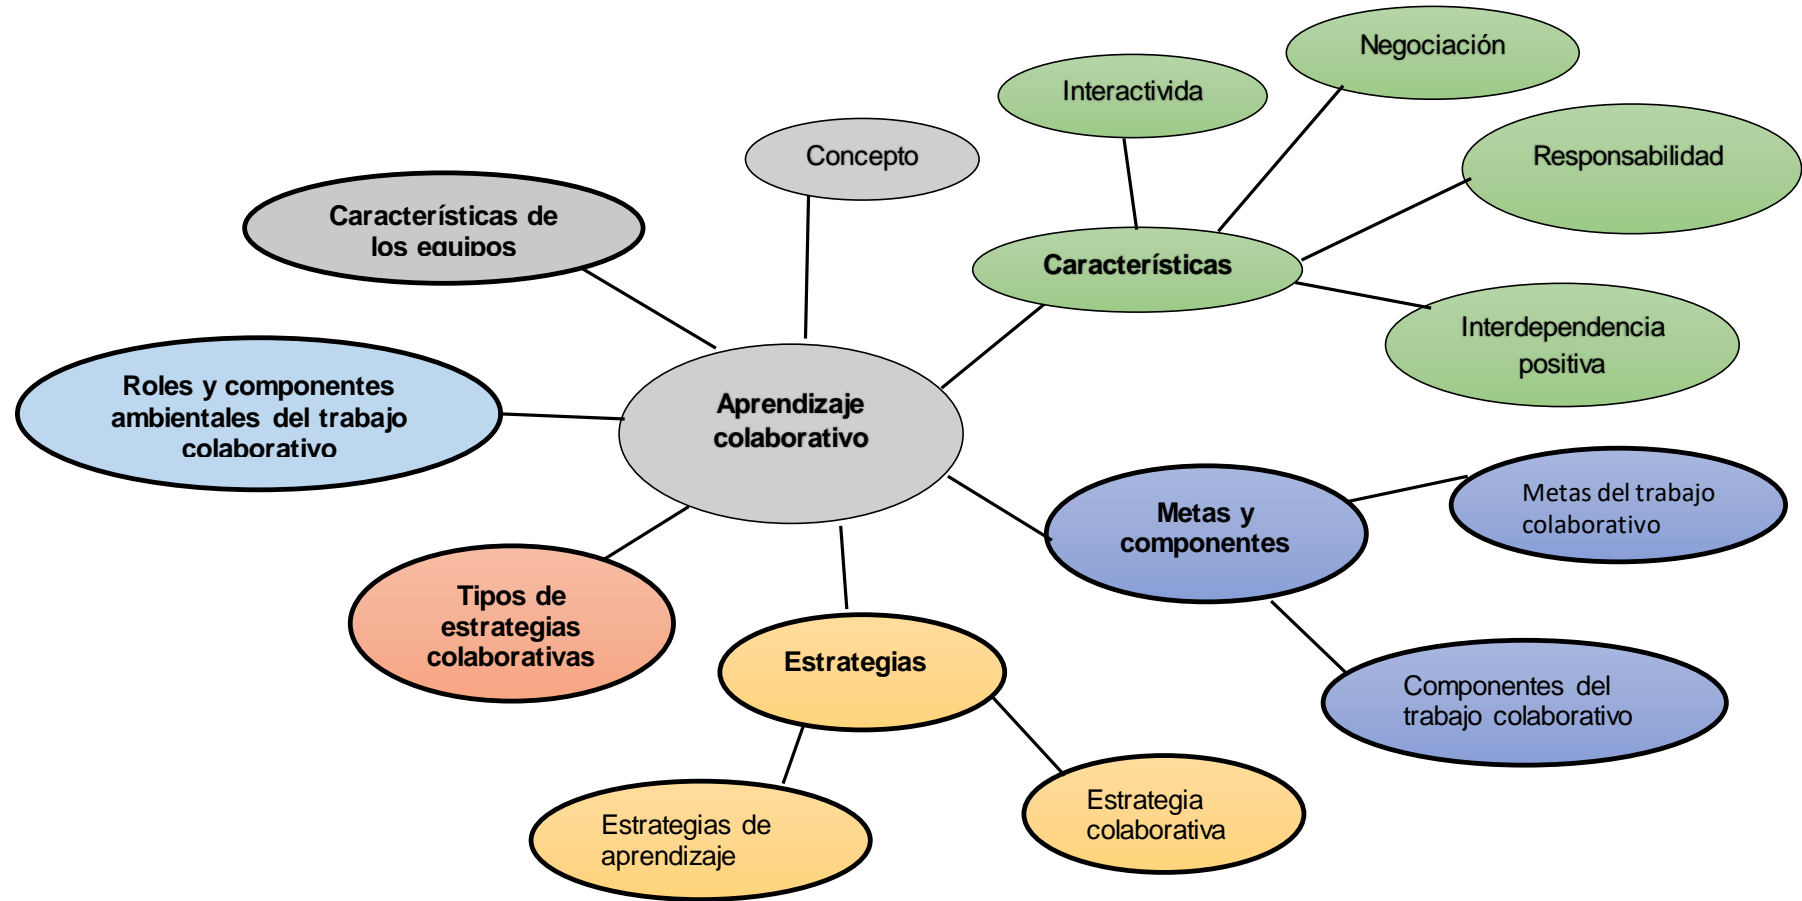 Negociación
Interactivida
Concepto
Responsabilidad
Características de
los equipos
Características
Interdependencia
positiva
Roles y componentes
ambientales del trabajo
colaborativo
Aprendizaje
colaborativo
Metas y
componentes
Metas del trabajo
colaborativo
Tipos de
estrategias
colaborativas
Estrategias
Componentes del
trabajo colaborativo
Estrategias de
aprendizaje
Estrategia
colaborativa